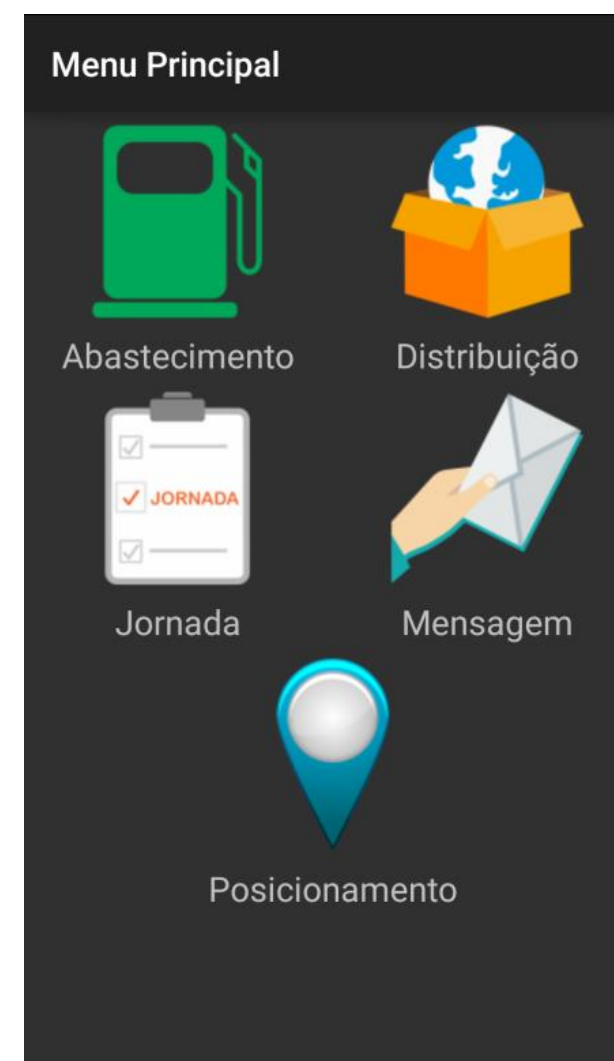 Menu Principal
Abastecimento
Distribuição
JORNADA
Jornada
Mensagem
Posicionamento